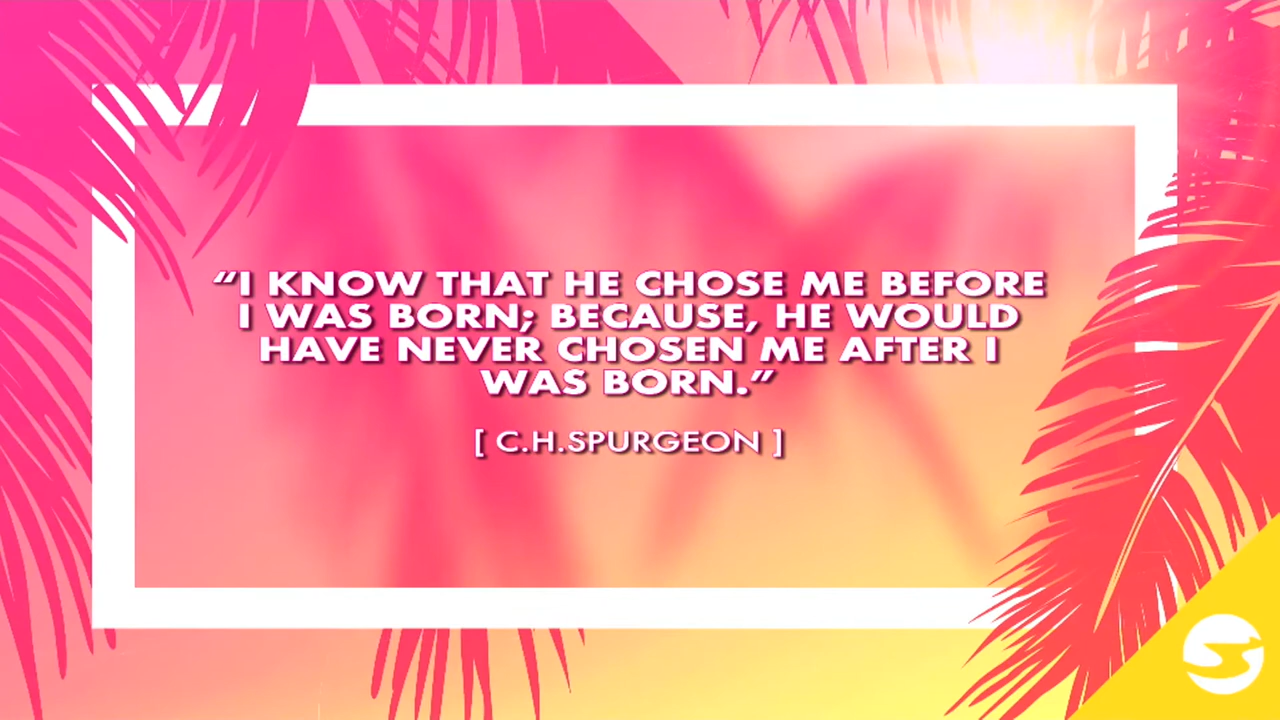 “I KNOW THAT HE CHOSE ME BEFORE
I WAS BORN; BECAUSE, HE WOULD
HAVE NEVER CHOSEN ME AFTER I
WAS BORN.”
[ C.H.SPURGEON ]